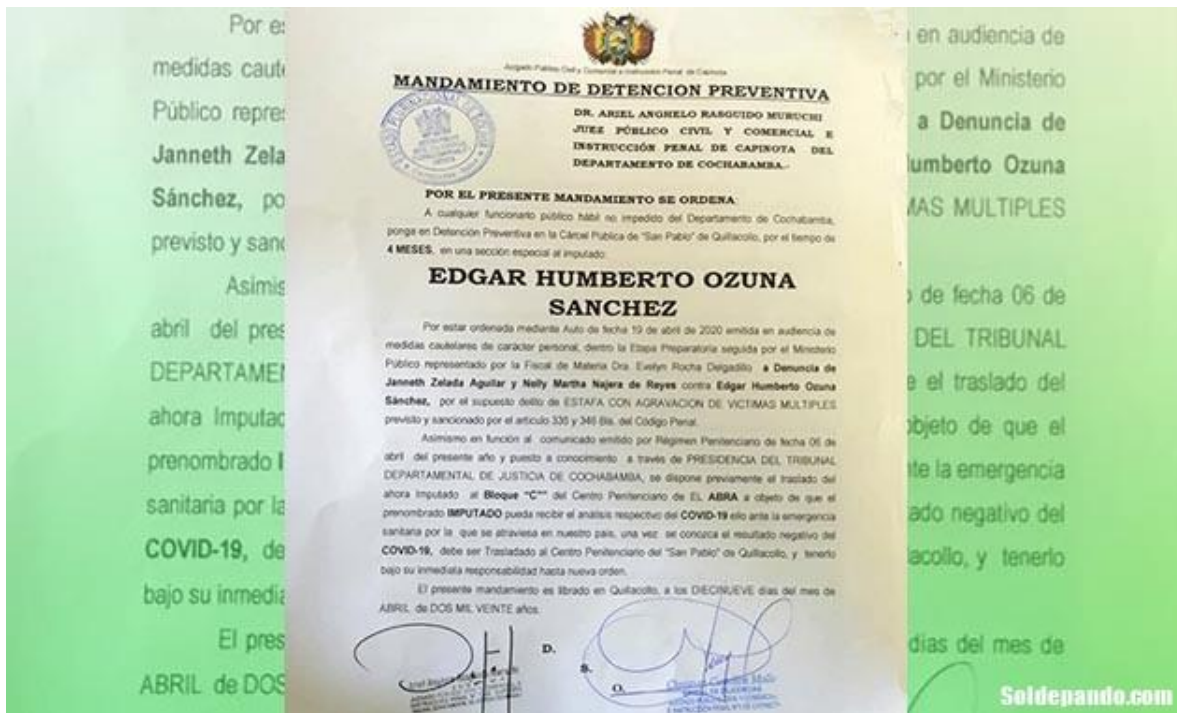 Juzgado Público Civil y Comercial e Instrucción Penal de Capinota
MANDAMIENTO DE DETENCION PREVENTIVA
DR. ARIEL ANGHELO RASGUIDO MURUCHI
JUEZ PÚBLICO CIVIL Y COMERCIAL E
INSTRUCCIÓN PENAL DE CAPINOTA DEL
DEPARTAMENTO DE COCHABAMBA.-
POR EL PRESENTE MANDAMIENTO SE ORDENA
A cualquier funcionario público hábil no impedido del Departamento de Cochabamba,
ponga en Detención Preventiva en la Cárcel Pública de "San Pablo" de Quillacollo, por el tiempo de
4 MESES, en una sección especial al imputado:
EDGAR HUMBERTO OZUNA
SANCHEZ
Por estar ordenada mediante Auto de fecha 19 de abril de 2020 emitida en audiencia de
medidas cautelares de carácter personal, dentro la Etapa Preparatoria seguida por el Ministerio
Público representado por la Fiscal de Materia Dra. Evelyn Rocha Delgadillo a Denuncia de
Janneth Zelada Aguilar y Nelly Martha Najera de Reyes contra Edgar Humberto Ozuna
Sánchez, por el supuesto delito de ESTAFA CON AGRAVACION DE VICTIMAS MULTIPLES
previsto y sancionado por el articulo 335 y 346 Bis. del Código Penal.
Asimismo en función al comunicado emitido por Régimen Penitenciario de fecha 06 de
abril del presente año y puesto a conocimiento a través de PRESIDENCIA DEL TRIBUNAL
DEPARTAMENTAL DE JUSTICIA DE COCHABAMBA, se dispone previamente el traslado del
ahora Imputado al Bloque "C"" del Centro Penitenciario de EL ABRA a objeto de que el
prenombrado IMPUTADO pueda recibir el análisis respectivo del COVID-19 ello ante la emergencia
sanitaria por la que se atraviesa en nuestro país, una vez se conozca el resultado negativo del
COVID-19, debe ser Trasladado al Centro Penitenciario del "San Pablo" de Quillacollo, y tenerlo
bajo su inmediata responsabilidad hasta nueva orden.
El presente mandamiento es librado en Quillacollo, a los DIECINUEVE días del mes de
ABRIL de DOS MIL VEINTE años.
D.
S.
O.
Por es
medidas caute
Público repres
Janneth Zela
Sánchez, po
previsto y sanc
Asimis
abril del pres
DEPARTAMEN
ahora Imputac
prenombrado I
sanitaria por la
COVID-19, de
bajo su inmedia
El pres
ABRIL de DOS
en audiencia de
por el Ministerio
a Denuncia de
Humberto Ozuna
MAS MULTIPLES
de fecha 06 de
DEL TRIBUNAL
e el traslado del
objeto de que el
te la emergencia
ado negativo del
acollo, y tenerlo
dias del mes de
Soldepando.com